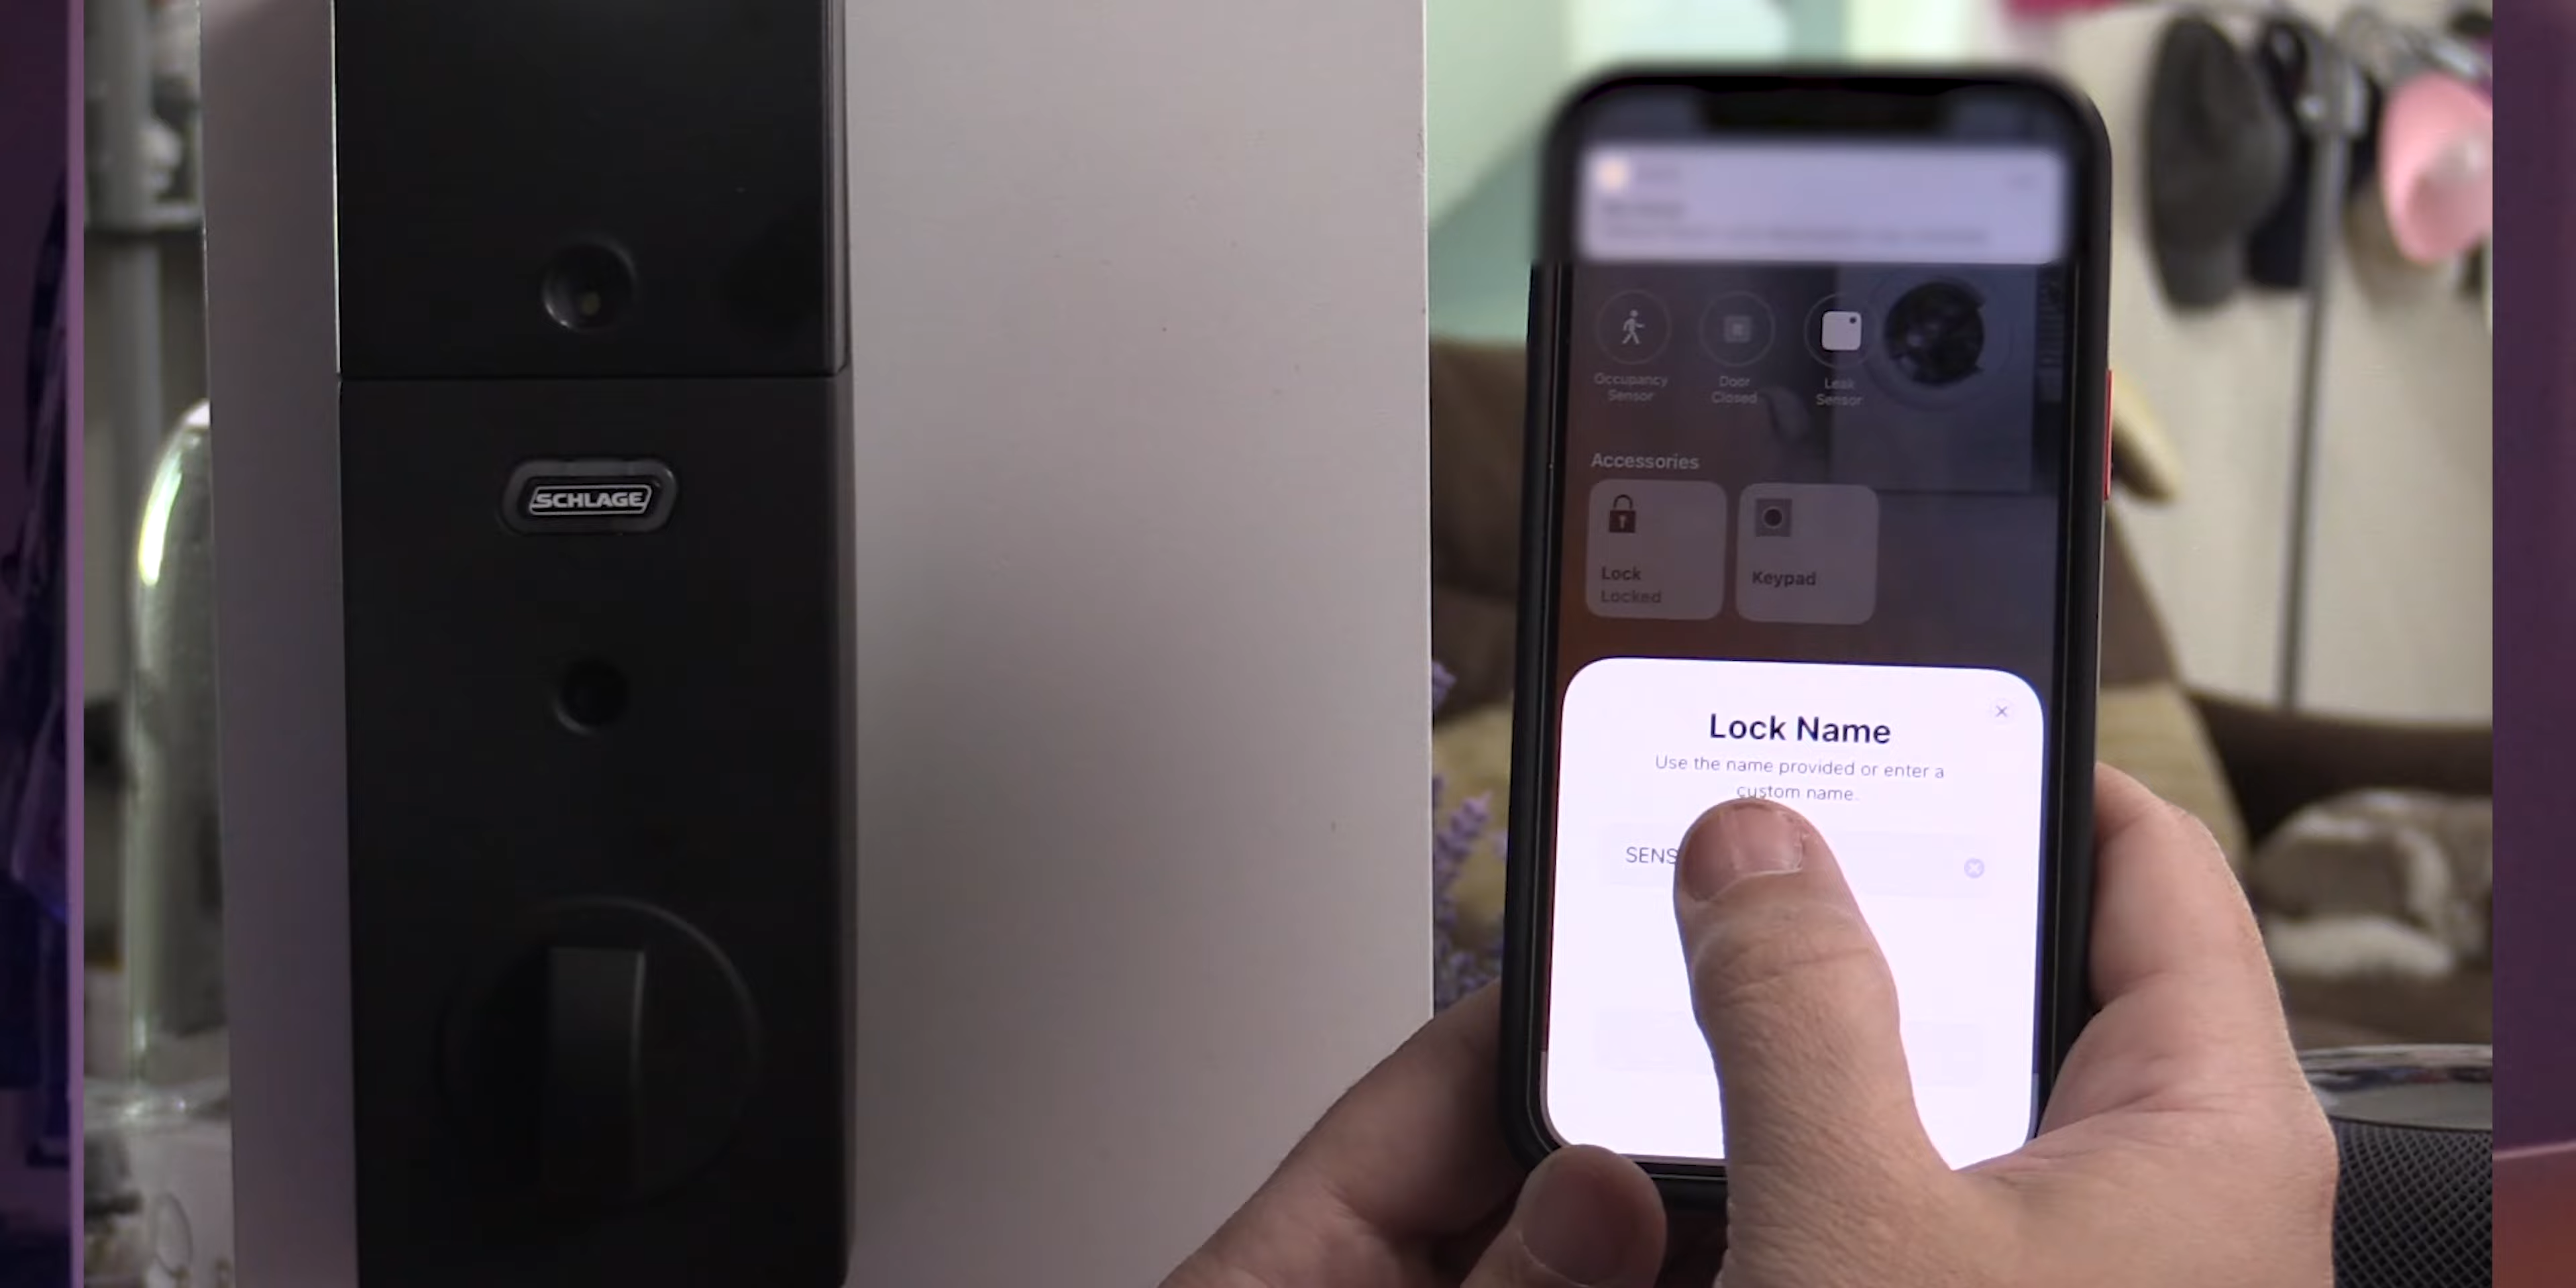 SCHLAGE
Occupancy
Sensor
Door
Closed
Leak
Sensor
Accessories
Lock
Locked
Keypad
Lock Name
Use the name provided or enter a
custom name.